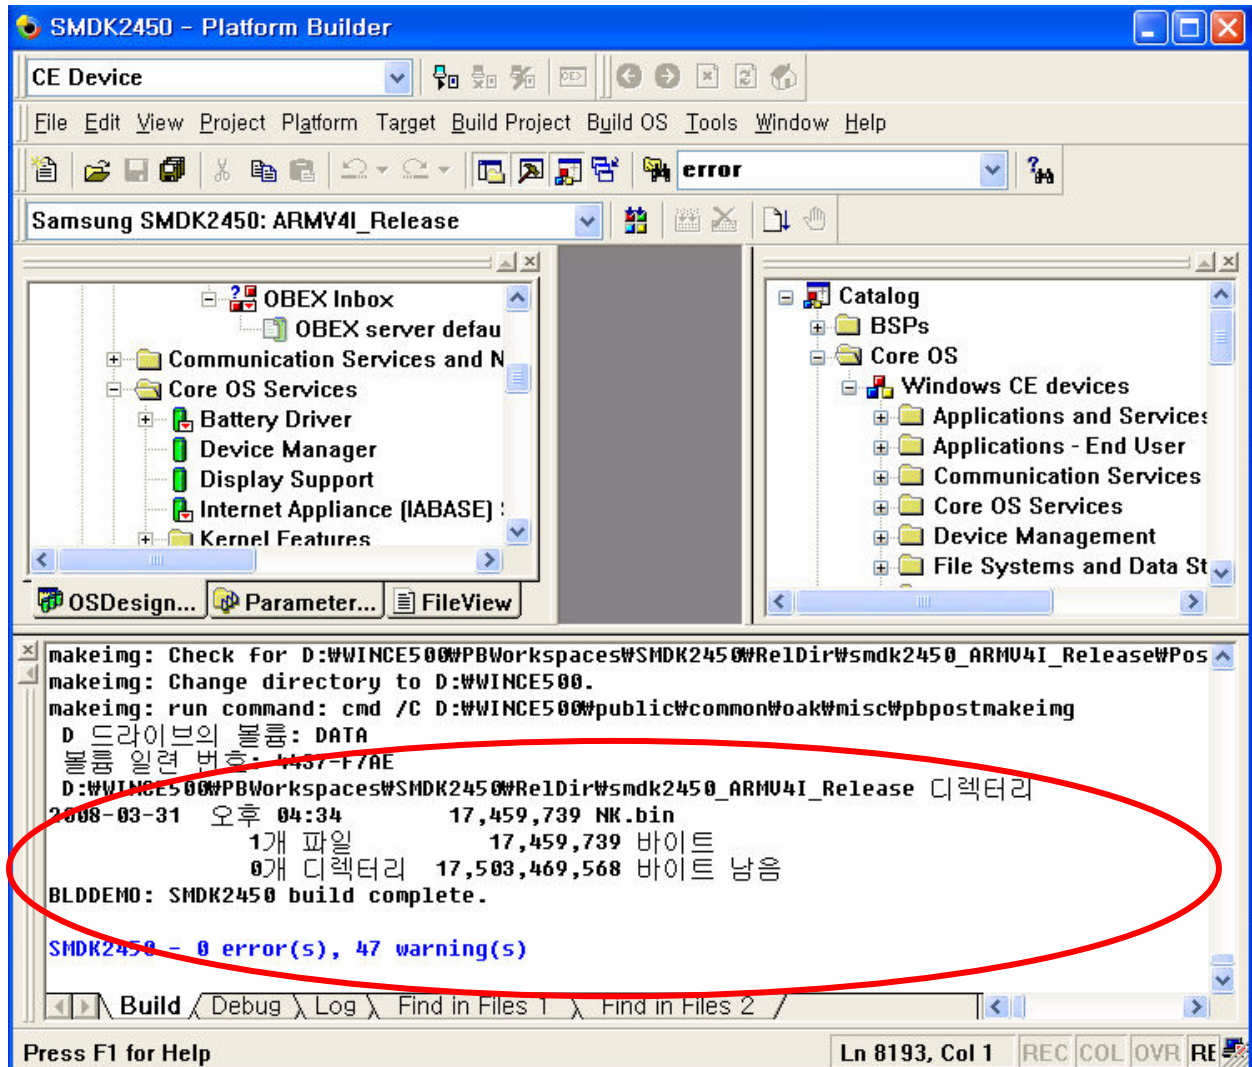 SMDK2450 - Platform Builder
CE Device
File Edit View Project Platform Target Build Project Build OS Tools Window Help
error
Samsung SMDK2450: ARMV4I_Release
OBEX Inbox
OBEX server defau
Communication Services and N
Core OS Services
Battery Driver
Device Manager
Display Support
Internet Appliance (IABASE)
Kernel Features
OSDesign... Parameter... FileView
Catalog
BSPs
Core OS
Windows CE devices
Applications and Services
Applications - End User
Communication Services
Core OS Services
Device Management
File Systems and Data St
makeimg: Check for D:₩WINCE500₩PBWorkspaces₩SMDK2450₩RelDir₩smdk2450_ARMV4I_Release₩Pos
makeimg: Change directory to D:₩WINCE500.
makeimg: run command: cmd /C D:₩WINCE500₩public₩common₩oak₩misc₩pbpostmakeimg
D 드라이브의 볼륨: DATA
볼륨 일련 번호: 4437-F7AE
D:₩WINCE500₩PBWorkspaces₩SMDK2450₩RelDir₩smdk2450_ARMV4I_Release 디렉터리
2008-03-31 오후 04:34 17,459,739 NK.bin
1개 파일 17,459,739 바이트
0개 디렉터리 17,503,469,568 바이트 남음
BLDDEMO: SMDK2450 build complete.
SMDK2450 - 0 error(s), 47 warning(s)
Build Debug Log Find in Files 1 Find in Files 2
Press F1 for Help Ln 8193, Col 1 REC COL OVR RE